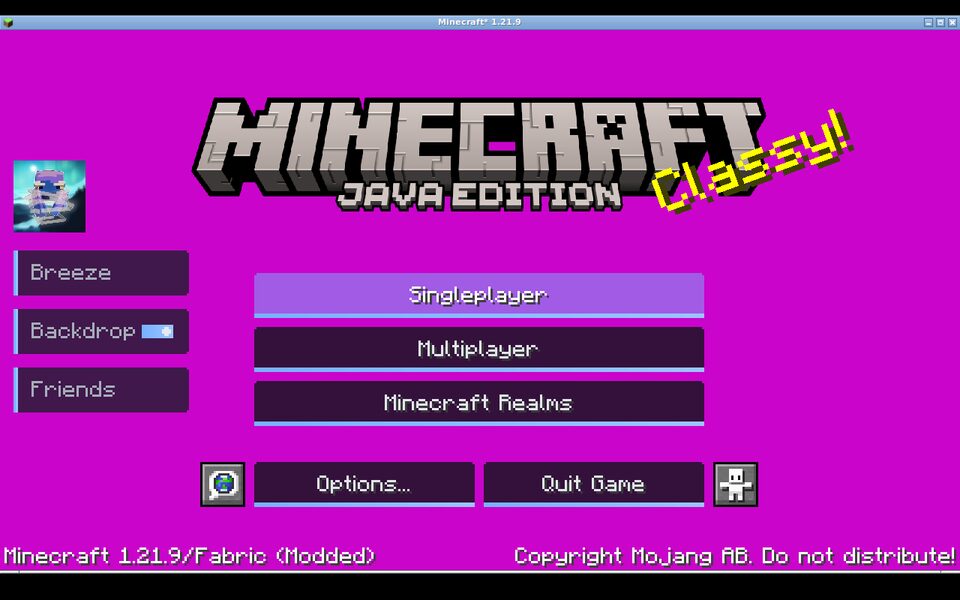 Minecraft* 1.21.9
MINECRAFT
JAVA EDITION
Classy!
Breeze
Backdrop
Friends
Singleplayer
Multiplayer
Minecraft Realms
Options...
Quit Game
Minecraft 1.21.9/Fabric (Modded)
Copyright Mojang AB. Do not distribute!